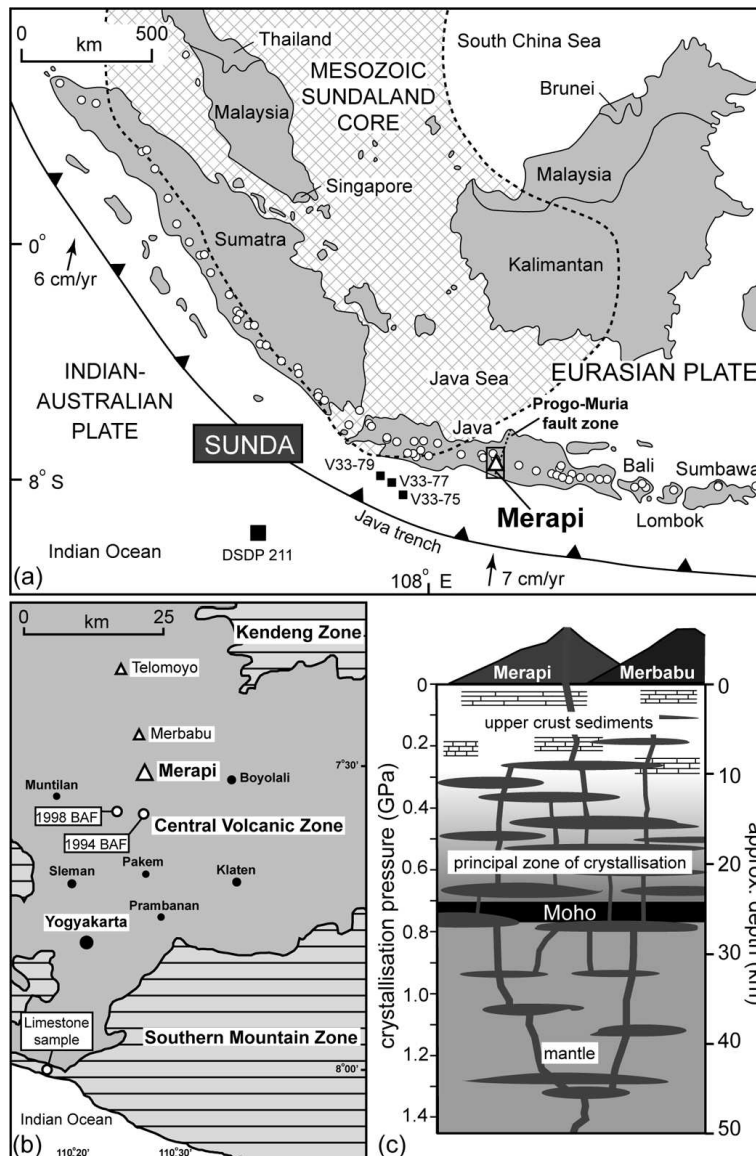 0 500
km
Thailand
South China Sea
MESOZOIC
SUNDALAND
CORE
Brunei
Malaysia
Malaysia
Singapore
0°
Sumatra
Kalimantan
6 cm/yr
INDIAN-
AUSTRALIAN
PLATE
Java Sea
EURASIAN PLATE
Progo-Muria
fault zone
Java
SUNDA
V33-79
V33-77
V33-75
8° S
Bali
Sumbawa
Merapi
Lombok
Java trench
Indian Ocean
DSDP 211
108° E
7 cm/yr
(a)
0 25
km
Kendeng Zone
Telomoyo
Merbabu
7°30'
Merapi
Boyolali
Muntilan
1998 BAF
1994 BAF
Central Volcanic Zone
Sleman
Pakem
Klaten
Prambanan
Yogyakarta
Limestone
sample
Southern Mountain Zone
8°00'
Indian Ocean
(b)
110°20'
110°30'
Merapi
Merbabu
0
0.2
0.4
0.6
0.8
1.0
1.2
1.4
crystallisation pressure (GPa)
upper crust sediments
principal zone of crystallisation
Moho
mantle
0
10
20
30
40
50
approx. depth (km)
(c)